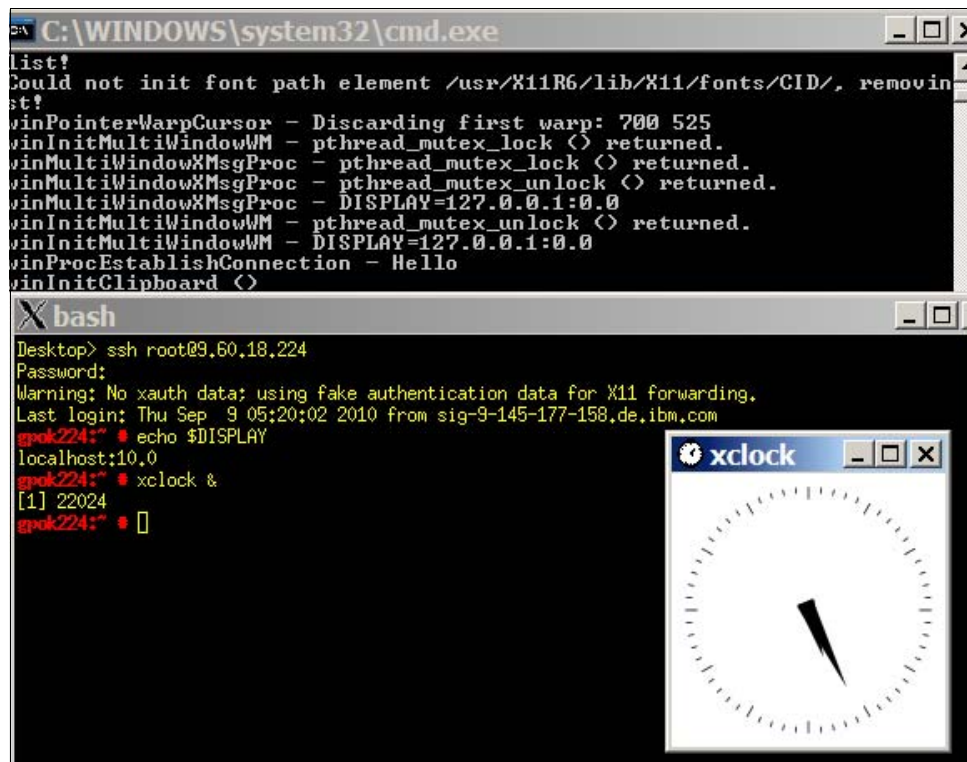 C:\WINDOWS\system32\cmd.exe
list!
Could not init font path element /usr/X11R6/lib/X11/fonts/CID/, removin
st!
winPointerWarpCursor - Discarding first warp: 700 525
winInitMultiWindowWM - pthread_mutex_lock () returned.
winMultiWindowXMsgProc - pthread_mutex_lock () returned.
winMultiWindowXMsgProc - pthread_mutex_unlock () returned.
winMultiWindowXMsgProc - DISPLAY=127.0.0.1:0.0
winInitMultiWindowWM - pthread_mutex_unlock () returned.
winInitMultiWindowWM - DISPLAY=127.0.0.1:0.0
winProcEstablishConnection - Hello
winInitClipboard ()
bash
Desktop> ssh root@9.60.18.224
Password:
Warning: No xauth data; using fake authentication data for X11 forwarding.
Last login: Thu Sep  9 05:20:02 2010 from sig-9-145-177-158.de.ibm.com
gpok224:~ # echo $DISPLAY
localhost:10.0
gpok224:~ # xclock &
[1] 22024
gpok224:~ #
xclock